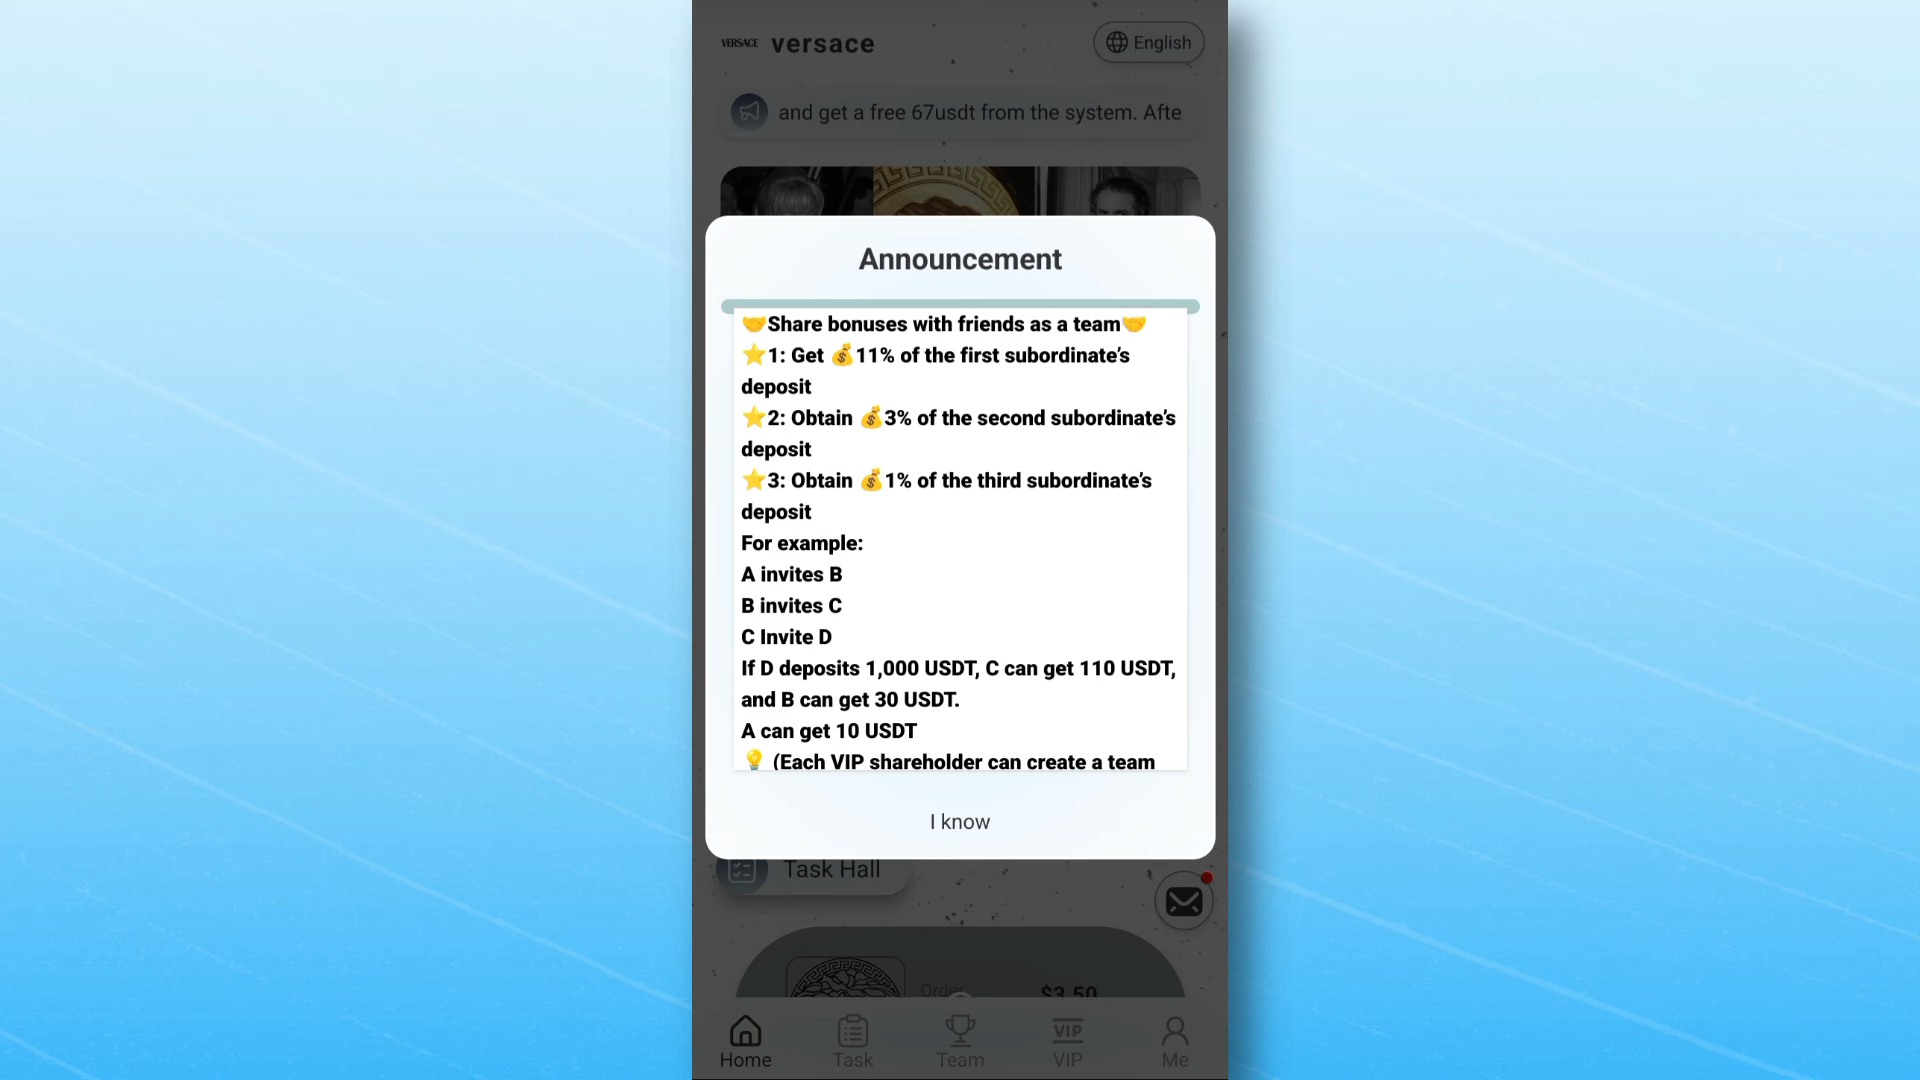 VERSACE versace
English
and get a free 67usdt from the system. Afte
Announcement
🤝Share bonuses with friends as a team🤝
⭐1: Get 💰11% of the first subordinate’s
deposit
⭐2: Obtain 💰3% of the second subordinate’s
deposit
⭐3: Obtain 💰1% of the third subordinate’s
deposit
For example:
A invites B
B invites C
C Invite D
If D deposits 1,000 USDT, C can get 110 USDT,
and B can get 30 USDT.
A can get 10 USDT
💡 (Each VIP shareholder can create a team
I know
Task Hall
Order $3.50
VIP
Home Task Team VIP Me